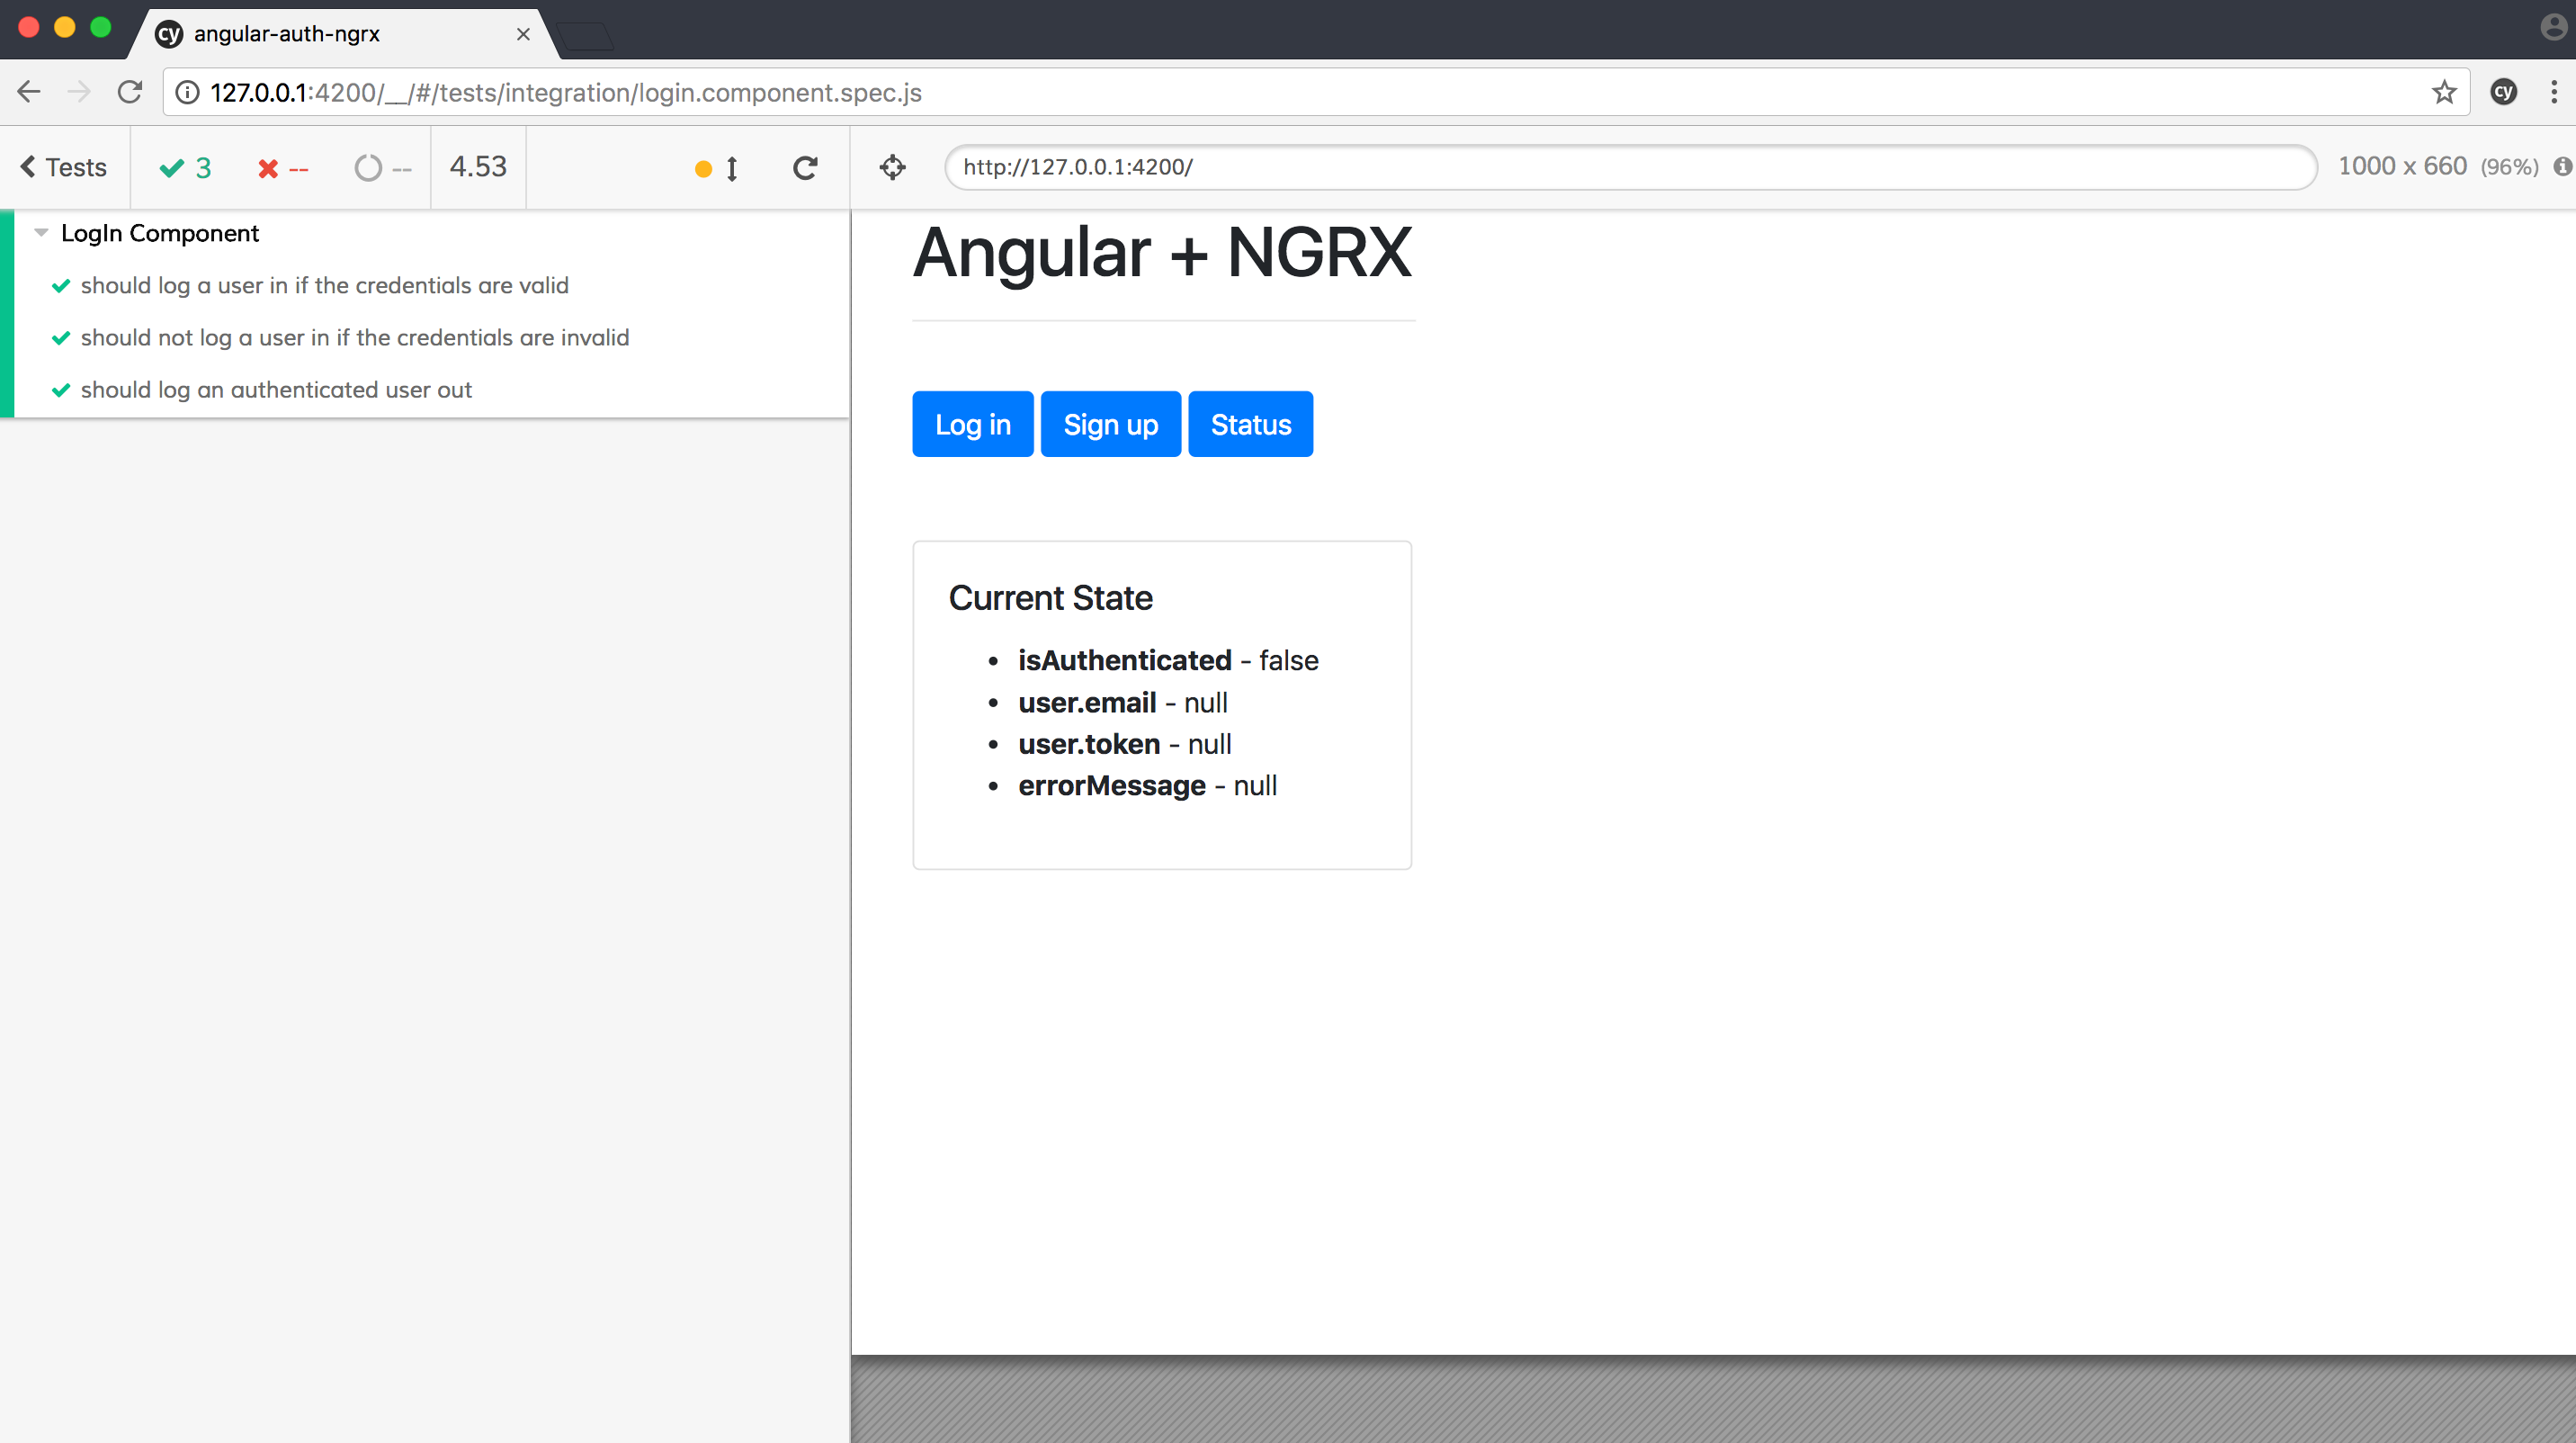 cy angular-auth-ngrx
127.0.0.1:4200/__/#/tests/integration/login.component.spec.js
cy
Tests 3 -- -- 4.53
http://127.0.0.1:4200/
1000 x 660 (96%)
LogIn Component
should log a user in if the credentials are valid
should not log a user in if the credentials are invalid
should log an authenticated user out
Angular + NGRX
Log in Sign up Status
Current State
• isAuthenticated - false
• user.email - null
• user.token - null
• errorMessage - null